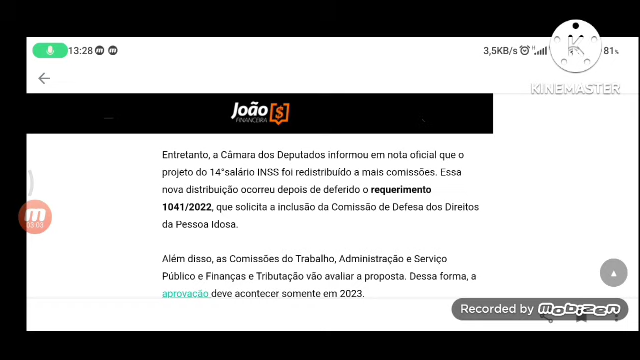 13:28
3,5KB/s
81%
KINEMASTER
João
FINANCEIRA
Entretanto, a Câmara dos Deputados informou em nota oficial que o
projeto do 14°salário INSS foi redistribuído a mais comissões. Essa
nova distribuição ocorreu depois de deferido o requerimento
1041/2022, que solicita a inclusão da Comissão de Defesa dos Direitos
da Pessoa Idosa.
03:02
Além disso, as Comissões do Trabalho, Administração e Serviço
Público e Finanças e Tributação vão avaliar a proposta. Dessa forma, a
aprovação deve acontecer somente em 2023.
Recorded by mobizen